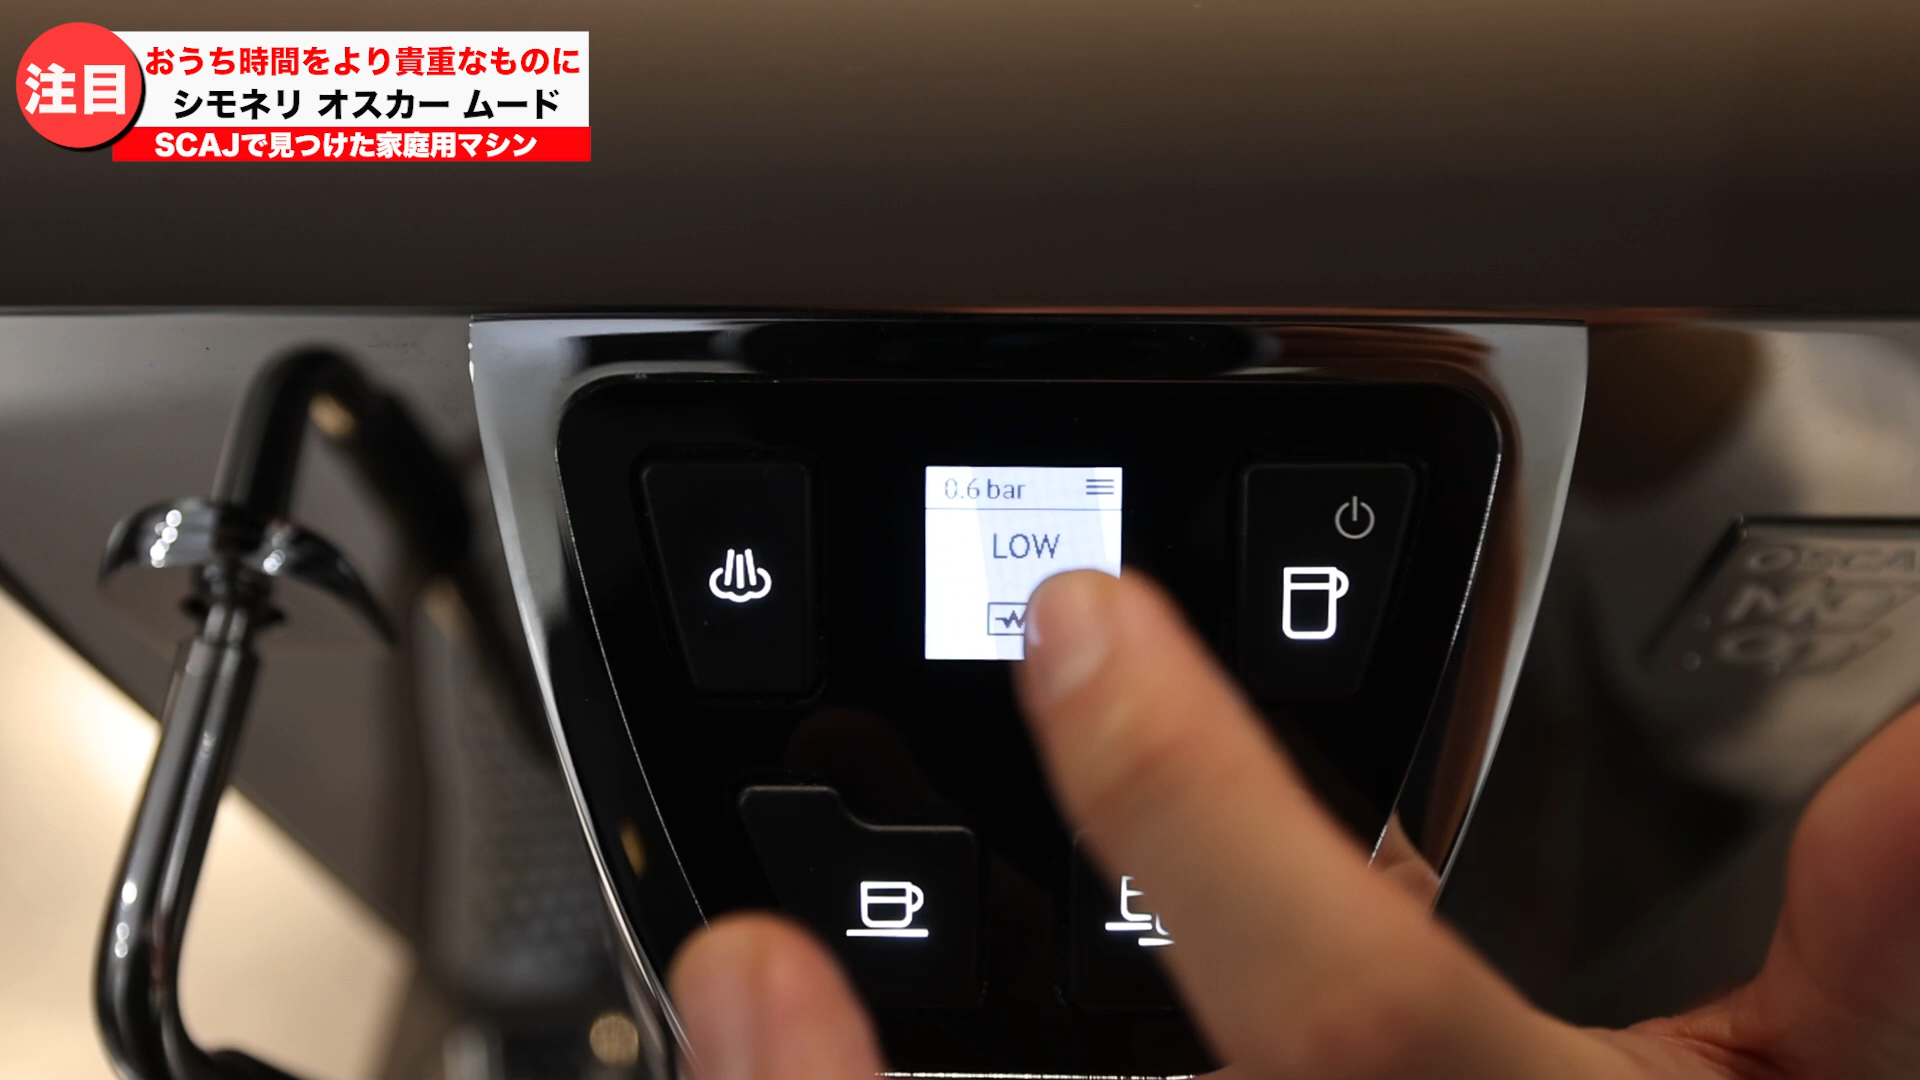 注目
おうち時間をより貴重なものに
シモネリ オスカー ムード
SCAJで見つけた家庭用マシン
0.6 bar
LOW
OSCA